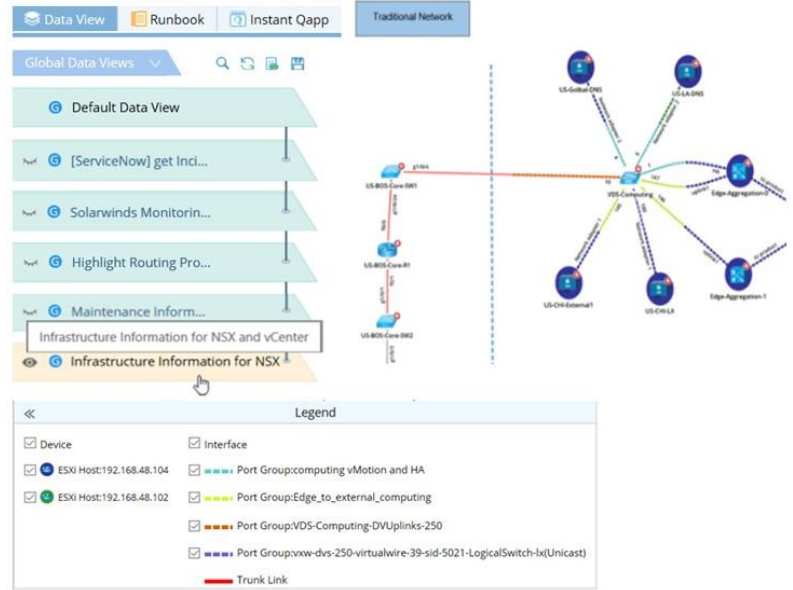 Data View
Runbook
Instant Qapp
Traditional Network
Global Data Views
Default Data View
[ServiceNow] get Inci...
Solarwinds Monitorin...
Highlight Routing Pro...
Maintenance Inform...
Infrastructure Information for NSX and vCenter
Infrastructure Information for NSX
US-Golbal-DNS
US-LA-DNS
US-BOS-Core-SW1
VDS-Computing
Edge-Aggregation-0
US-BOS-Core-R1
US-CHI-External1
US-CHI-LX
Edge-Aggregation-1
US-BOS-Core-SW2
Legend
Device
Interface
ESXi Host:192.168.48.104
Port Group:computing vMotion and HA
ESXi Host:192.168.48.102
Port Group:Edge_to_external_computing
Port Group:VDS-Computing-DVUplinks-250
Port Group:vxw-dvs-250-virtualwire-39-sid-5021-LogicalSwitch-lx(Unicast)
Trunk Link